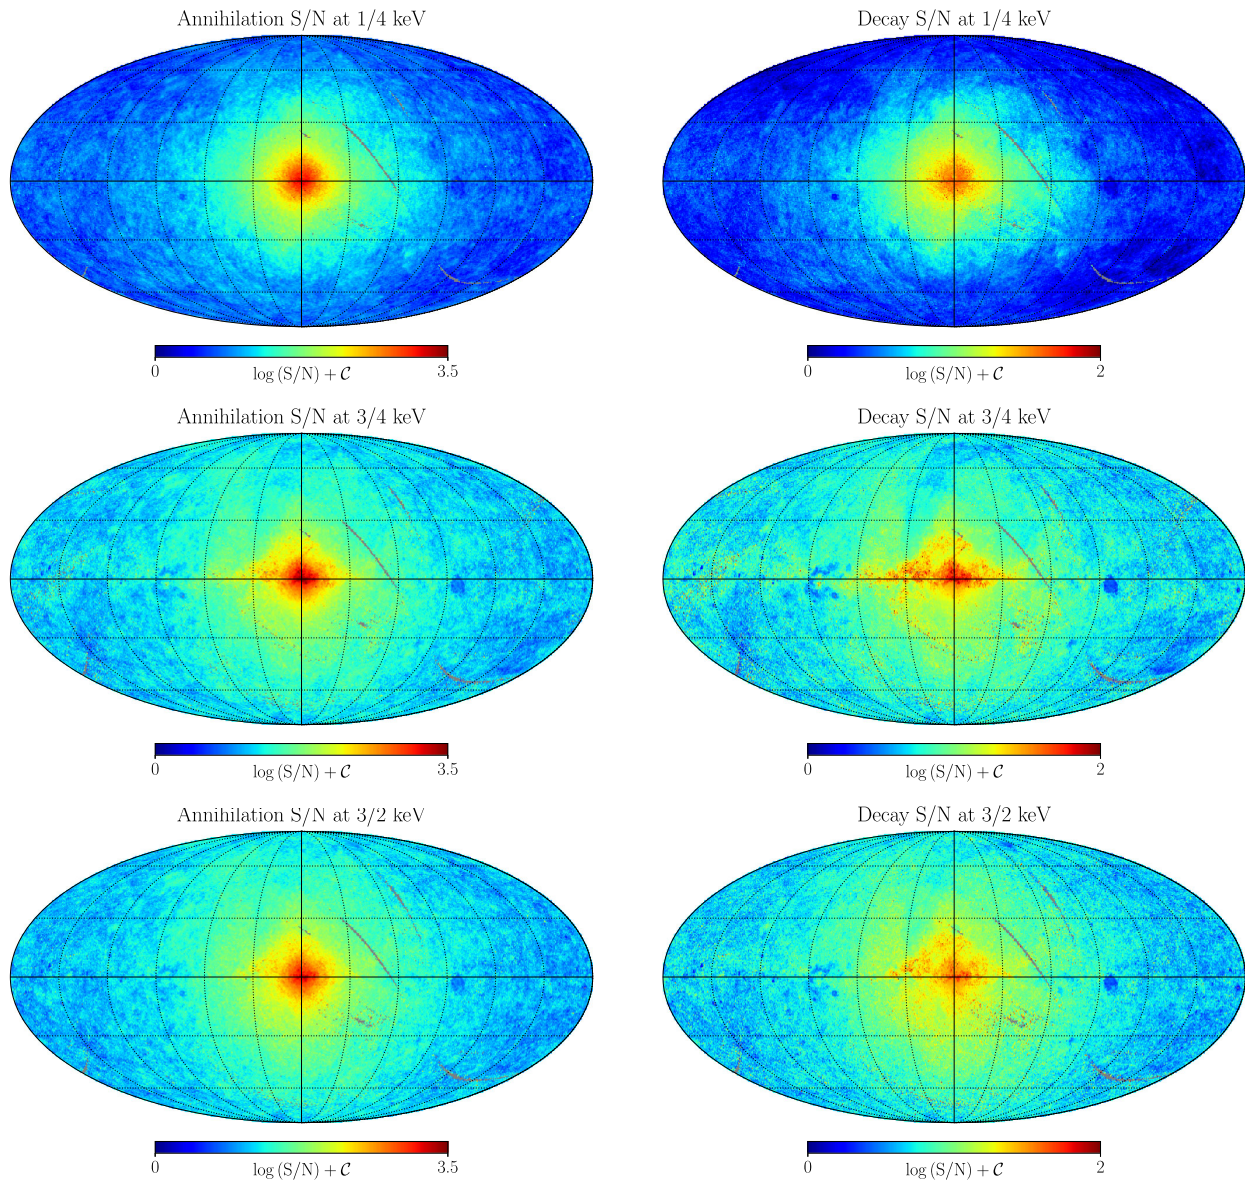 Annihilation S/N at 1/4 keV
Decay S/N at 1/4 keV
0 3.5
log (S/N) + 𝒞
0 2
log (S/N) + 𝒞
Annihilation S/N at 3/4 keV
Decay S/N at 3/4 keV
0 3.5
log (S/N) + 𝒞
0 2
log (S/N) + 𝒞
Annihilation S/N at 3/2 keV
Decay S/N at 3/2 keV
0 3.5
log (S/N) + 𝒞
0 2
log (S/N) + 𝒞